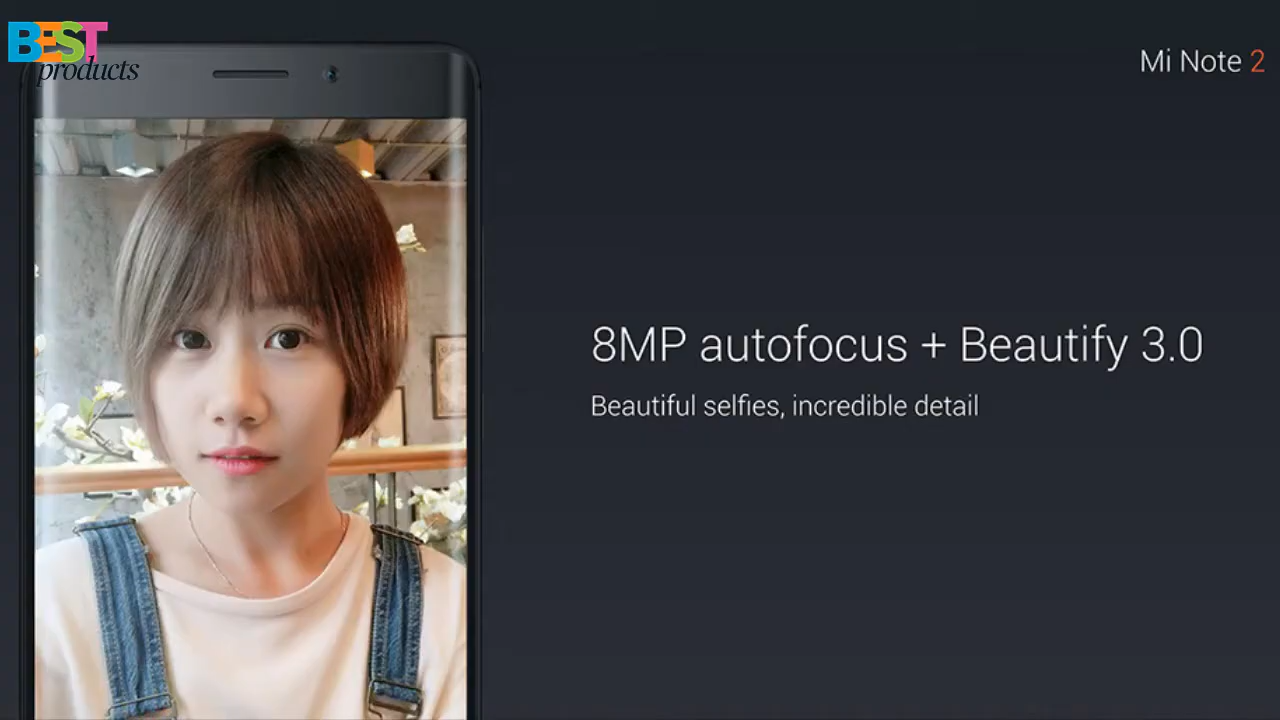 BEST
products
Mi Note 2
8MP autofocus + Beautify 3.0
Beautiful selfies, incredible detail